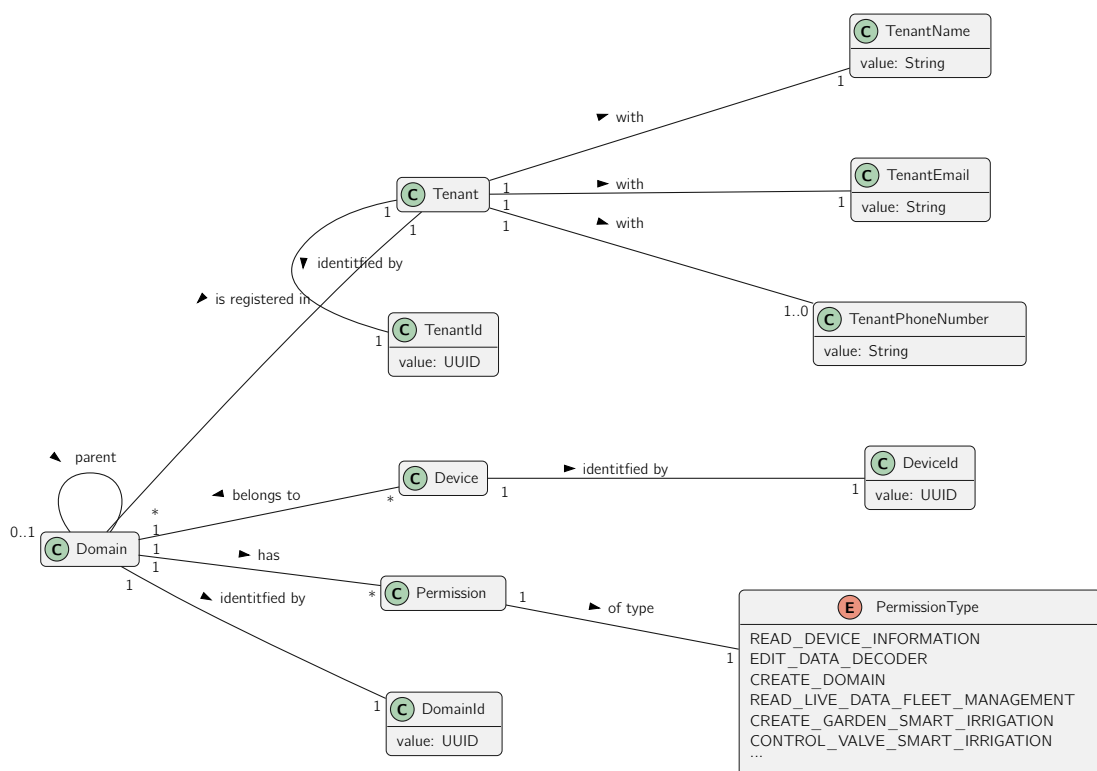 C TenantName
value: String
1
with
C Tenant
1
with
1
C TenantEmail
value: String
1
1
1
with
1
identitfied by
is registered in
1..0
C TenantPhoneNumber
value: String
C TenantId
value: UUID
1
parent
0..1
C Domain
*
1
belongs to
*
C Device
1
identitfied by
1
C DeviceId
value: UUID
1
has
*
C Permission
1
of type
1
1
1
identitfied by
1
C DomainId
value: UUID
E PermissionType
READ_DEVICE_INFORMATION
EDIT_DATA_DECODER
CREATE_DOMAIN
READ_LIVE_DATA_FLEET_MANAGEMENT
CREATE_GARDEN_SMART_IRRIGATION
CONTROL_VALVE_SMART_IRRIGATION
...